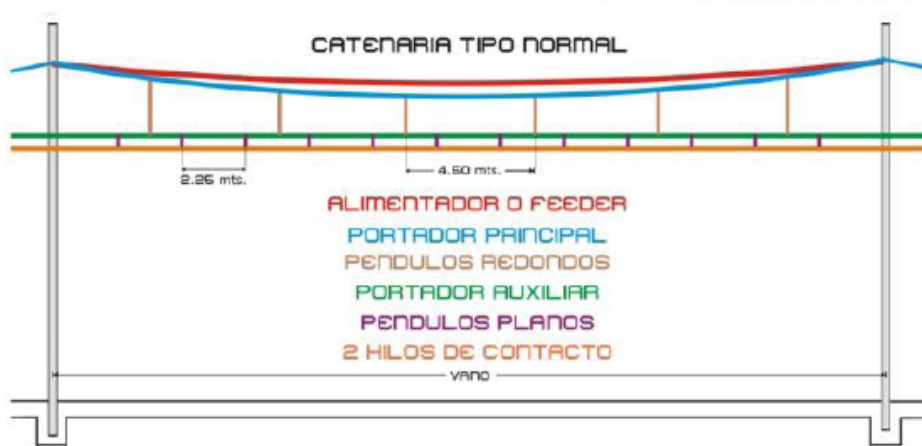 CATENARIA TIPO NORMAL
2.25 mts.
4.50 mts.
ALIMENTADOR O FEEDER
PORTADOR PRINCIPAL
PENDULOS REDONDOS
PORTADOR AUXILIAR
PENDULOS PLANOS
2 HILOS DE CONTACTO
VANO